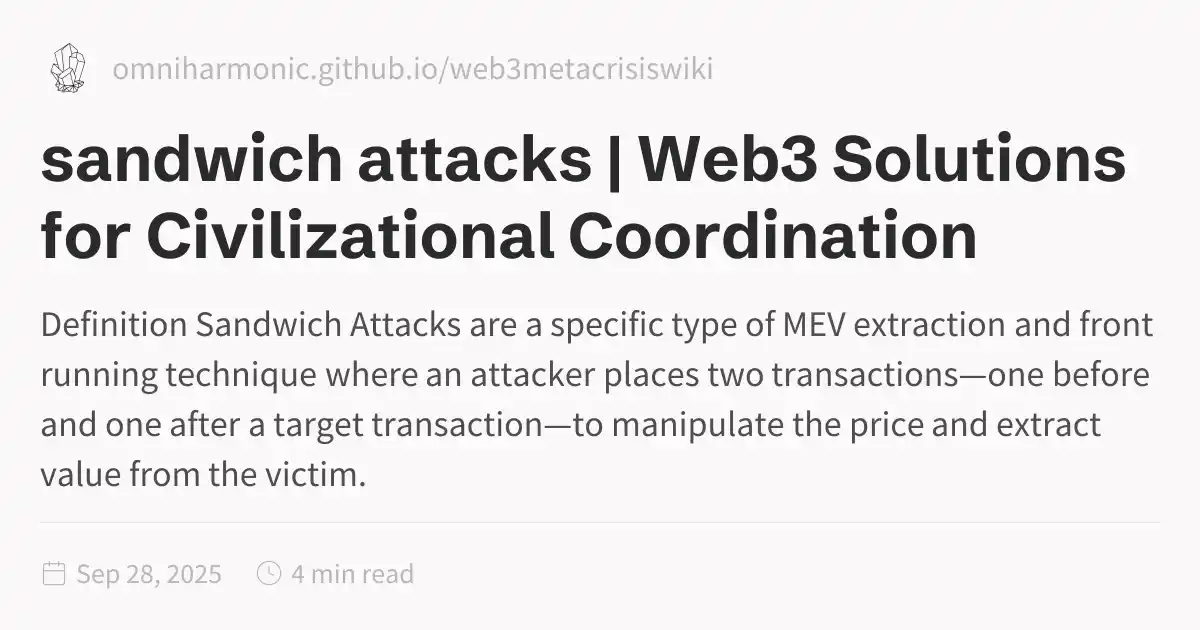 omniharmonic.github.io/web3metacrisiswiki
sandwich attacks | Web3 Solutions
for Civilizational Coordination
Definition Sandwich Attacks are a specific type of MEV extraction and front
running technique where an attacker places two transactions—one before
and one after a target transaction—to manipulate the price and extract
value from the victim.
Sep 28, 2025 4 min read